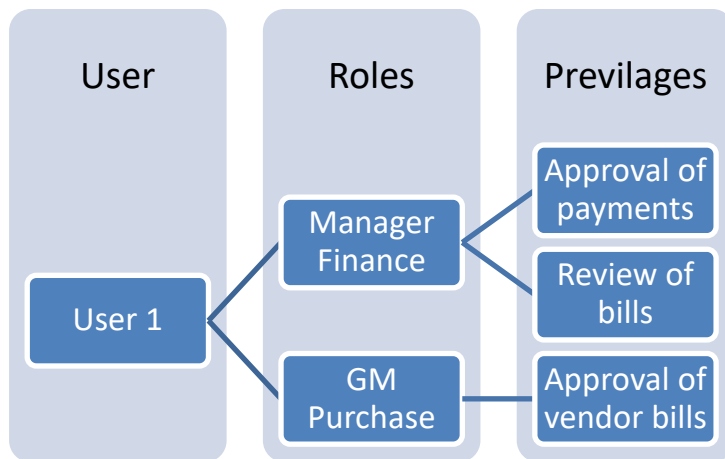 User
Roles
Previlages
User 1
Manager
Finance
GM
Purchase
Approval of
payments
Review of
bills
Approval of
vendor bills